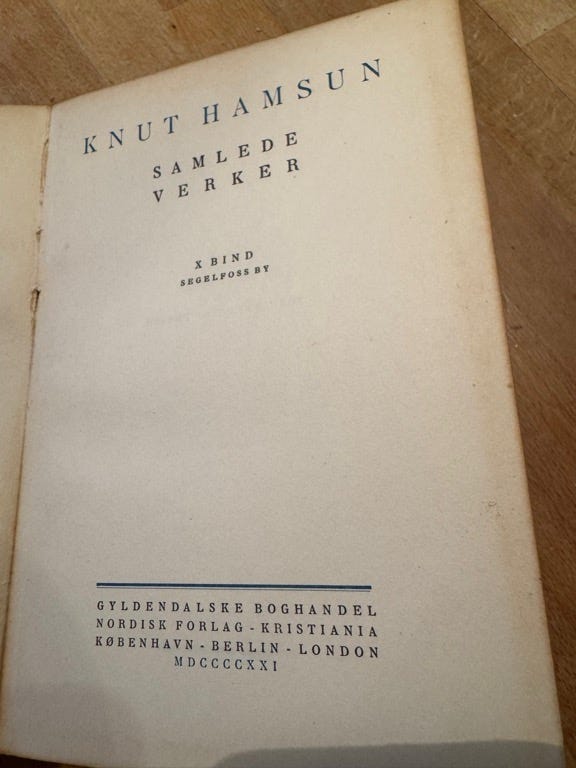 KNUT HAMSUN
SAMLEDE
VERKER
X BIND
SEGELFOSS BY
GYLDENDALSKE BOGHANDEL
NORDISK FORLAG - KRISTIANIA
KØBENHAVN - BERLIN - LONDON
MDCCCCXXI